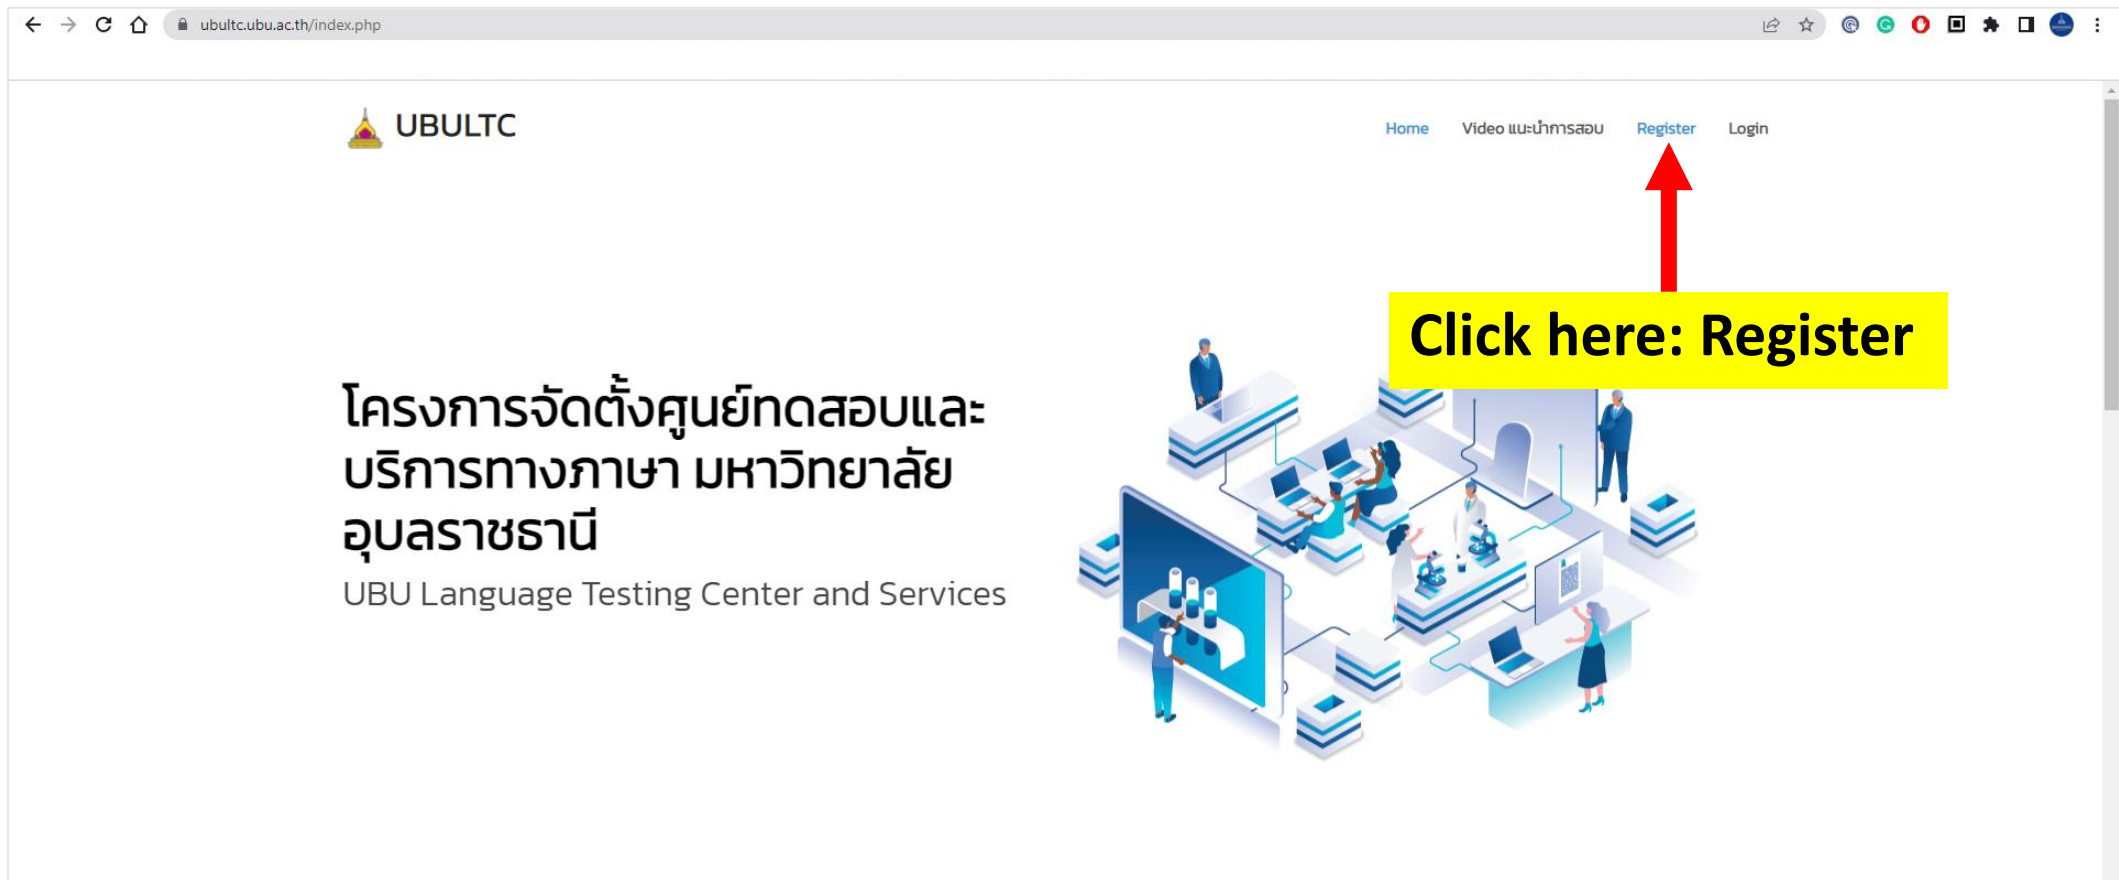 ubultc.ubu.ac.th/index.php
UBULTC
Home Video แนะนำการสอบ Register Login
Click here: Register
โครงการจัดตั้งศูนย์ทดสอบและ
บริการทางภาษา มหาวิทยาลัย
อุบลราชธานี
UBU Language Testing Center and Services